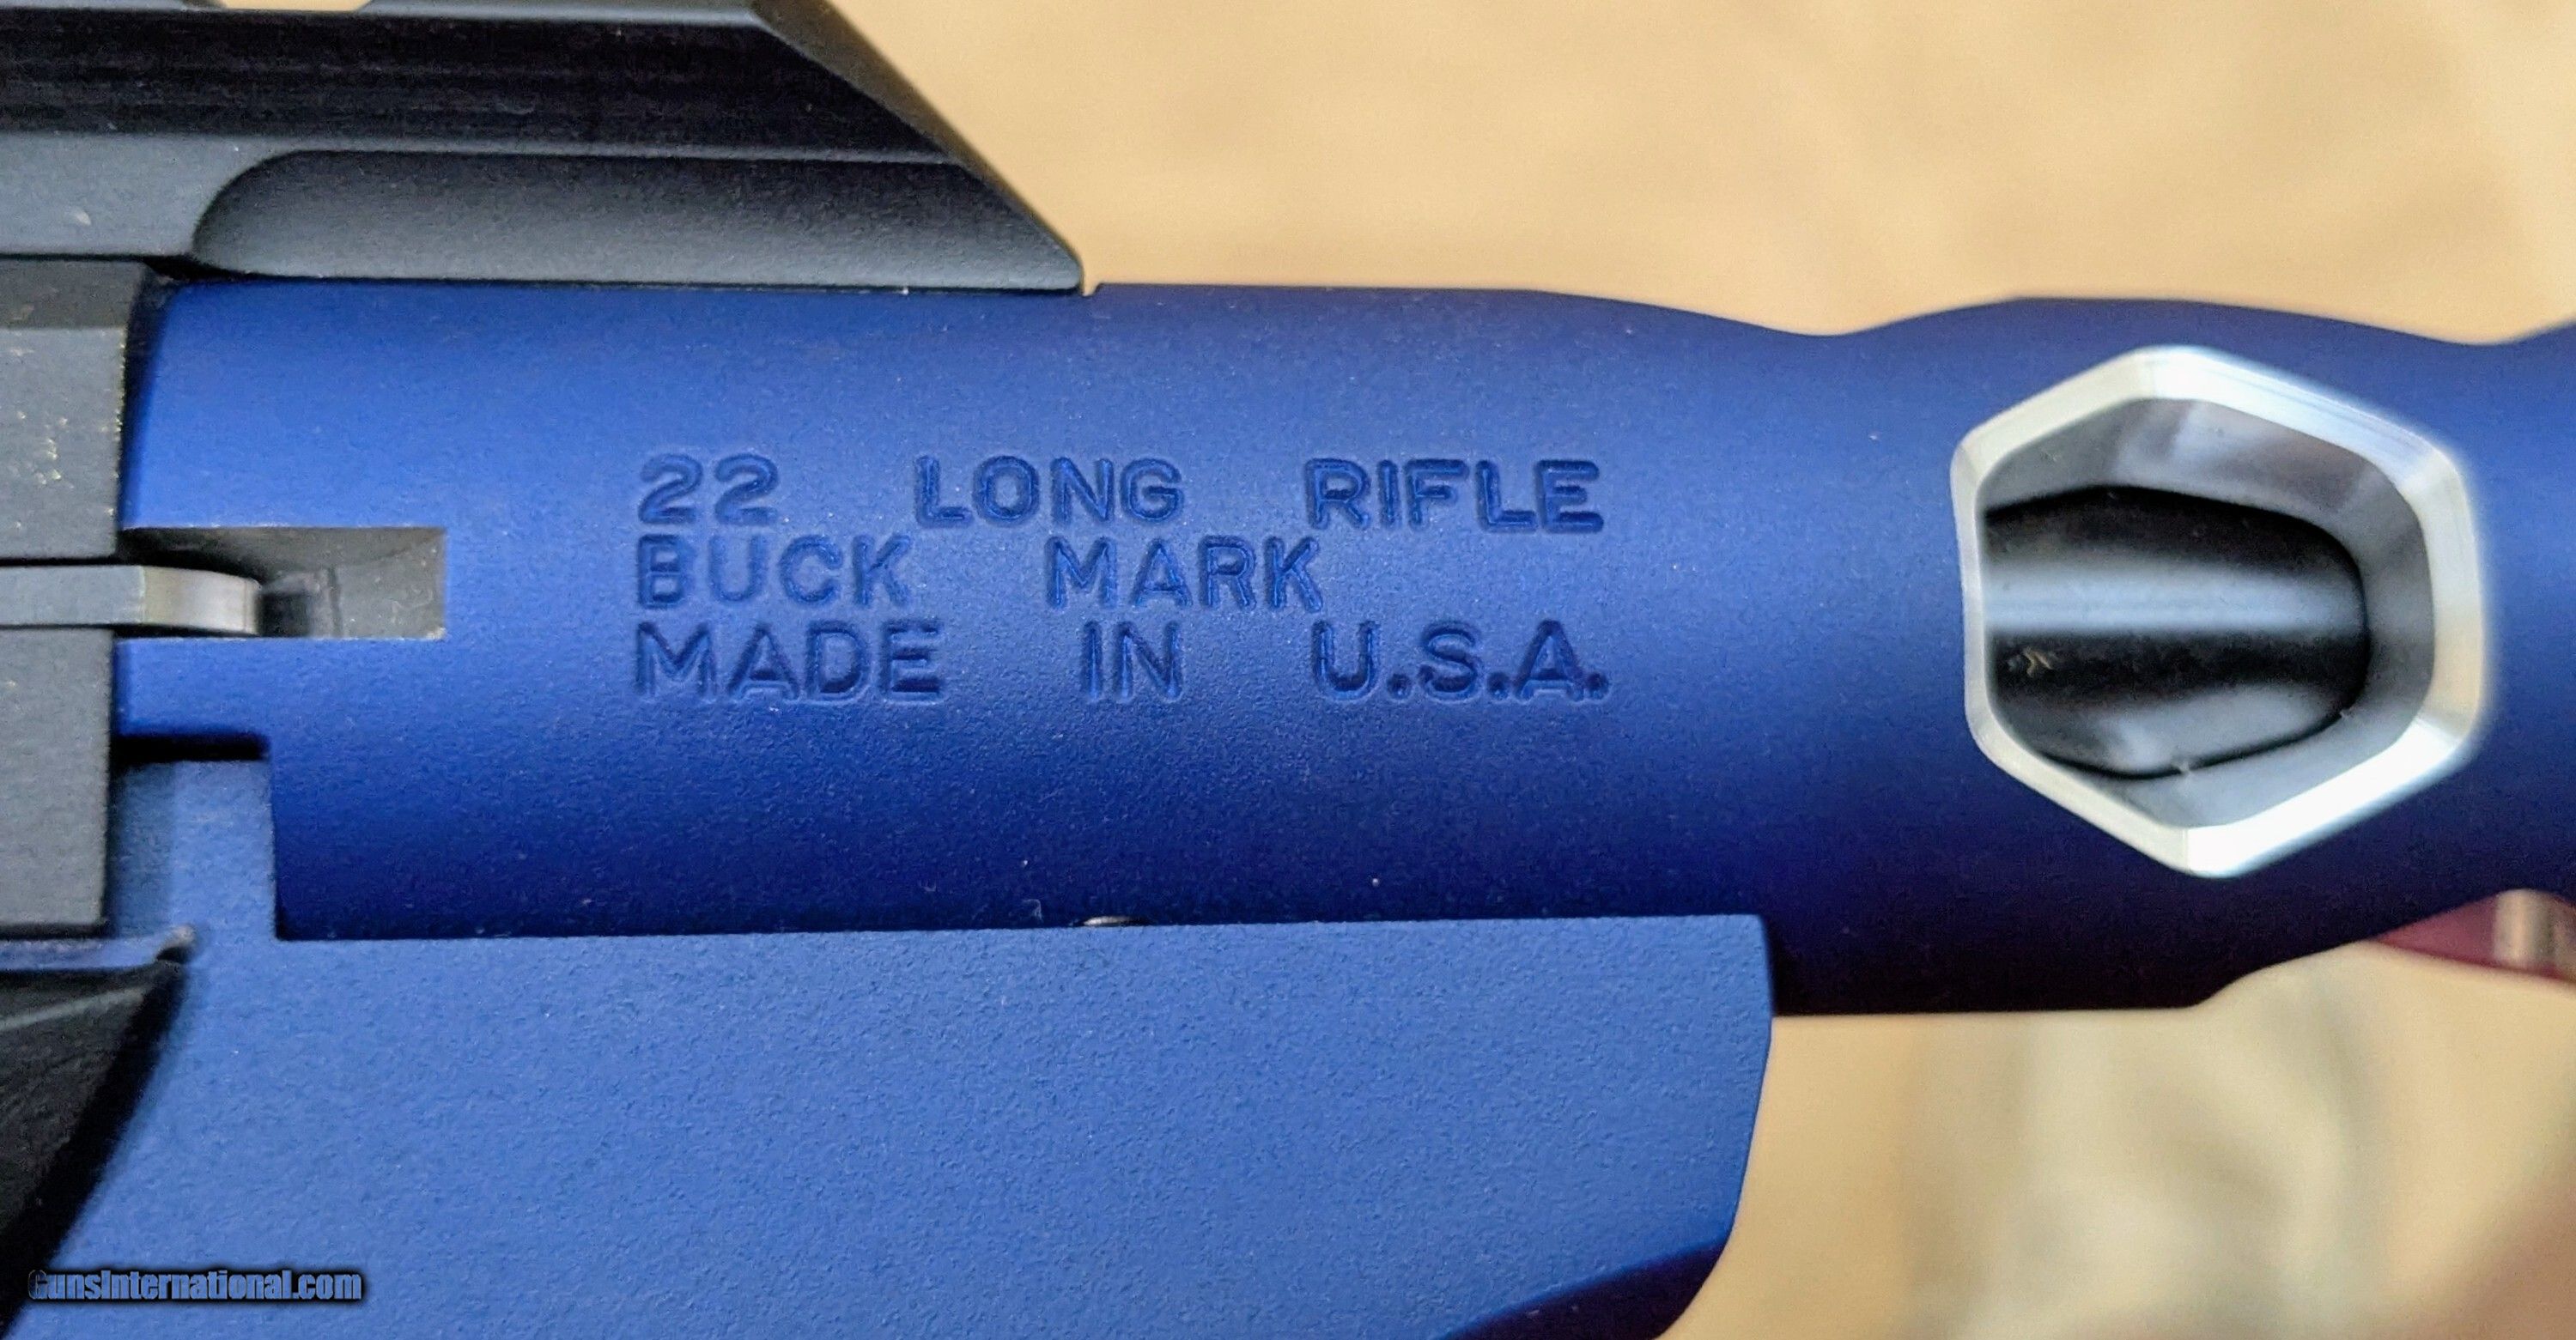 22 LONG RIFLE
BUCK MARK
MADE IN U.S.A.
GunsInternational.com